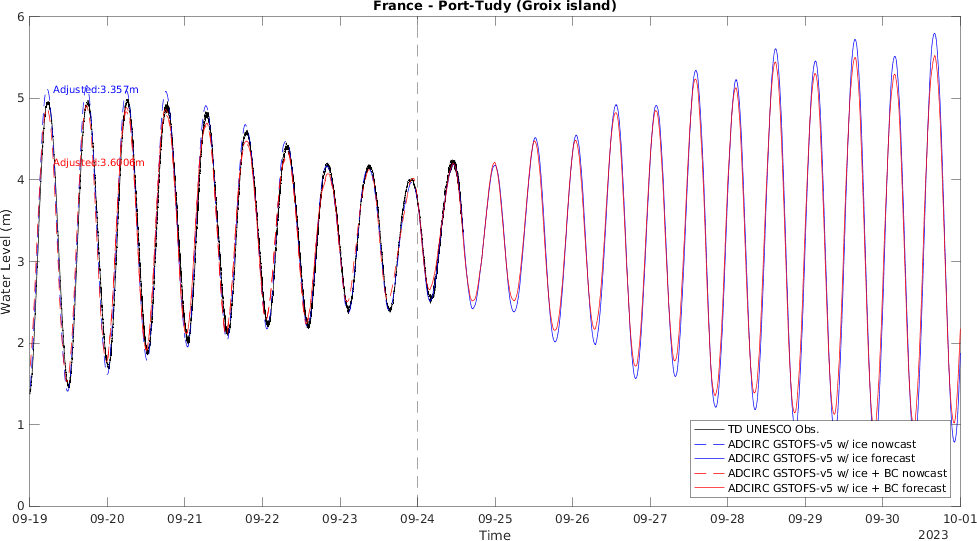 France - Port-Tudy (Groix island)
6
5
4
3
2
1
0
Water Level (m)
Adjusted:3.357m
Adjusted:3.6006m
TD UNESCO Obs.
ADCIRC GSTOFS-v5 w/ ice nowcast
ADCIRC GSTOFS-v5 w/ ice forecast
ADCIRC GSTOFS-v5 w/ ice + BC nowcast
ADCIRC GSTOFS-v5 w/ ice + BC forecast
09-19 09-20 09-21 09-22 09-23 09-24 09-25 09-26 09-27 09-28 09-29 09-30 10-01
Time
2023